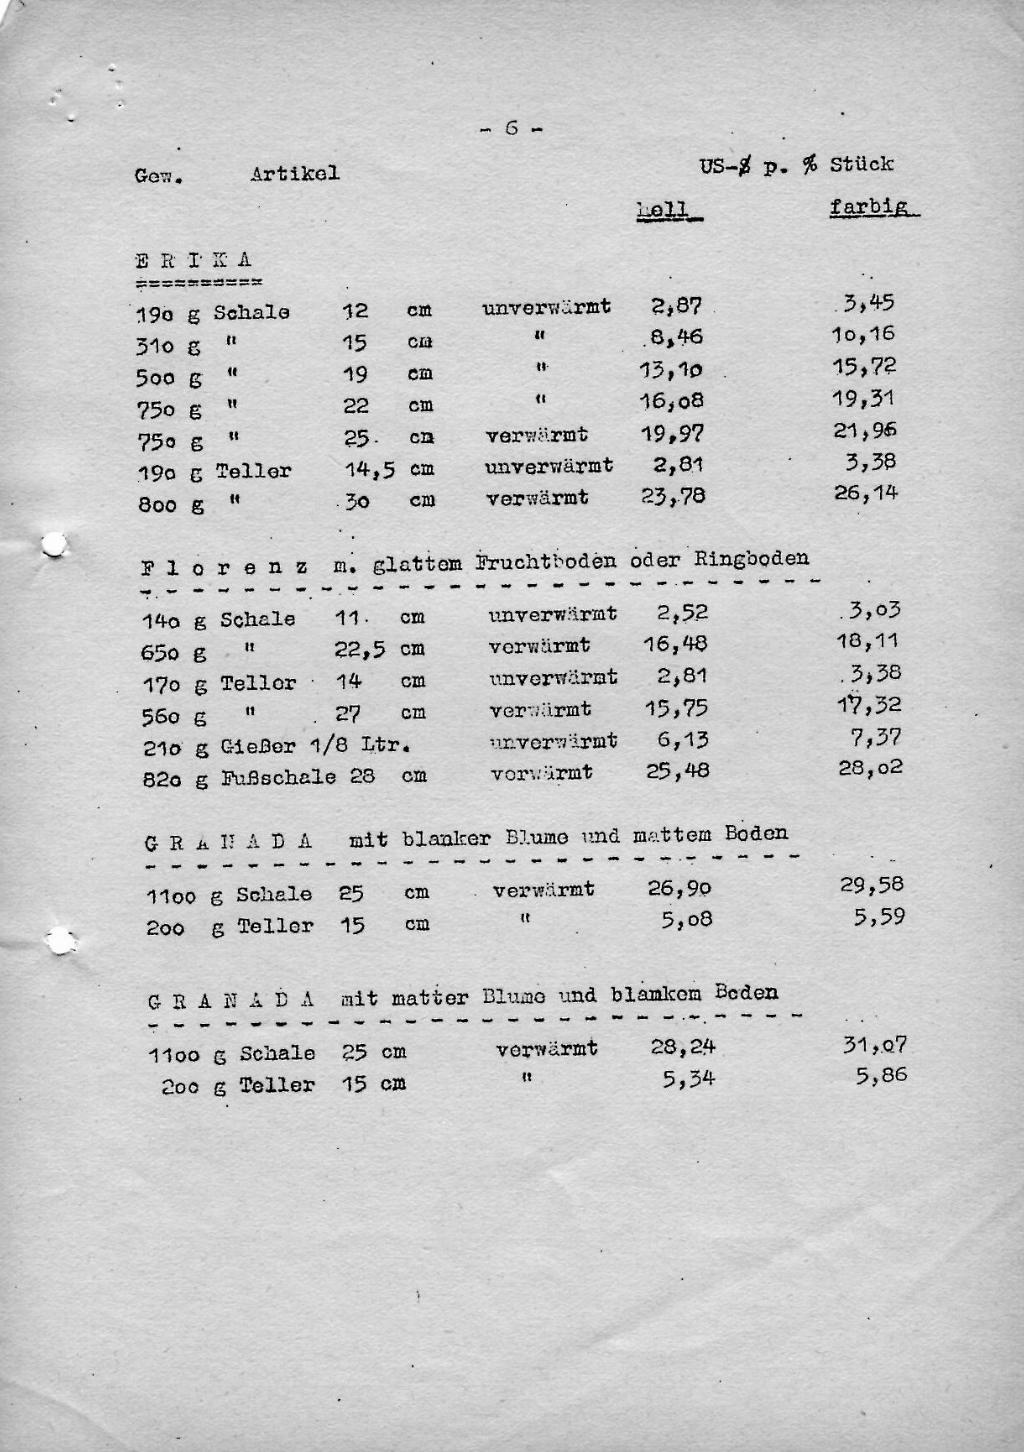 - 6 -
Gew. Artikel US-$ p. % Stück
hell farbig
E R I K A
==========
190 g Schale 12 cm unverwärmt 2,87 3,45
310 g " 15 cm " 8,46 10,16
500 g " 19 cm " 13,10 15,72
750 g " 22 cm " 16,08 19,31
750 g " 25 cm verwärmt 19,97 21,96
190 g Teller 14,5 cm unverwärmt 2,81 3,38
800 g " 30 cm verwärmt 23,78 26,14
F l o r e n z m. glattem Fruchtboden oder Ringboden
- - - - - - - - - - - - - - - - - - - - - - - - - - -
140 g Schale 11 cm unverwärmt 2,52 3,03
650 g " 22,5 cm verwärmt 16,48 18,11
170 g Teller 14 cm unverwärmt 2,81 3,38
560 g " 27 cm verwärmt 15,75 17,32
210 g Gießer 1/8 Ltr. unverwärmt 6,13 7,37
820 g Fußschale 28 cm verwärmt 25,48 28,02
G R A N A D A mit blanker Blume und mattem Boden
- - - - - - - - - - - - - - - - - - - - - - - - - -
1100 g Schale 25 cm verwärmt 26,90 29,58
200 g Teller 15 cm " 5,08 5,59
G R A N A D A mit matter Blume und blamkem Boden
- - - - - - - - - - - - - - - - - - - - - - - - - -
1100 g Schale 25 cm verwärmt 28,24 31,07
200 g Teller 15 cm " 5,34 5,86